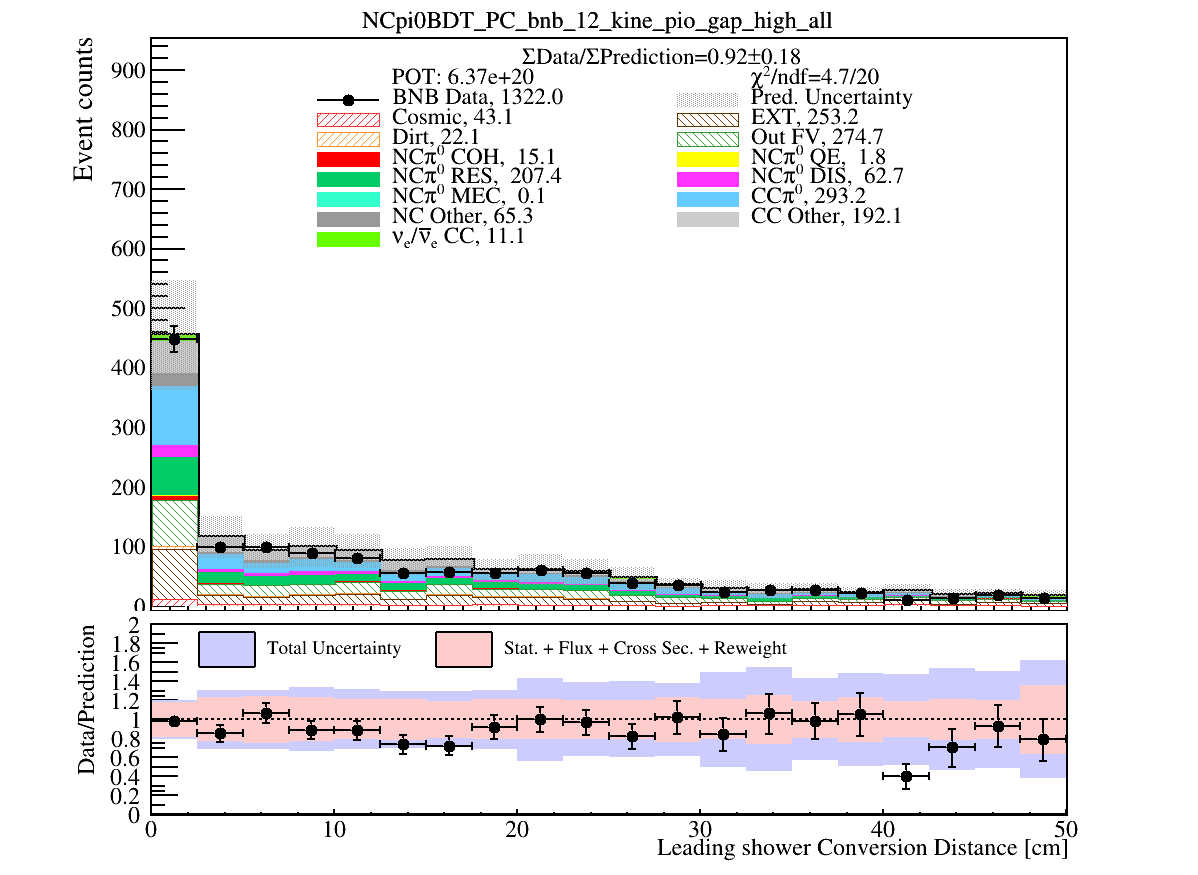 NCpi0BDT_PC_bnb_12_kine_pio_gap_high_all
ΣData/ΣPrediction=0.92±0.18
POT: 6.37e+20
χ²/ndf=4.7/20
BNB Data, 1322.0
Pred. Uncertainty
Cosmic, 43.1
EXT, 253.2
Dirt, 22.1
Out FV, 274.7
NCπ⁰ COH, 15.1
NCπ⁰ QE, 1.8
NCπ⁰ RES, 207.4
NCπ⁰ DIS, 62.7
NCπ⁰ MEC, 0.1
CCπ⁰, 293.2
NC Other, 65.3
CC Other, 192.1
νₑ/ν̅ₑ CC, 11.1
Event counts
900
800
700
600
500
400
300
200
100
0
Total Uncertainty
Stat. + Flux + Cross Sec. + Reweight
Data/Prediction
2
1.8
1.6
1.4
1.2
1
0.8
0.6
0.4
0.2
0
0 10 20 30 40 50
Leading shower Conversion Distance [cm]